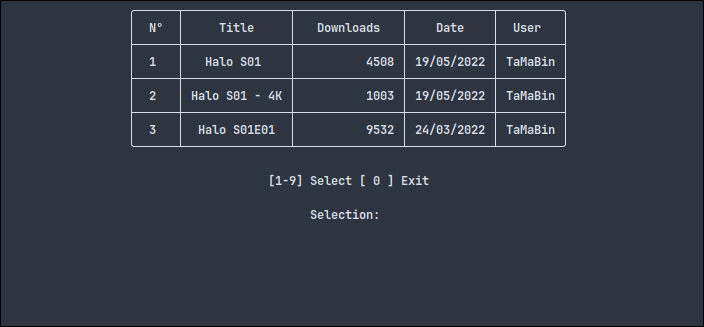 N° Title Downloads Date User
1 Halo S01 4508 19/05/2022 TaMaBin
2 Halo S01 - 4K 1003 19/05/2022 TaMaBin
3 Halo S01E01 9532 24/03/2022 TaMaBin
[1-9] Select [ 0 ] Exit
Selection: